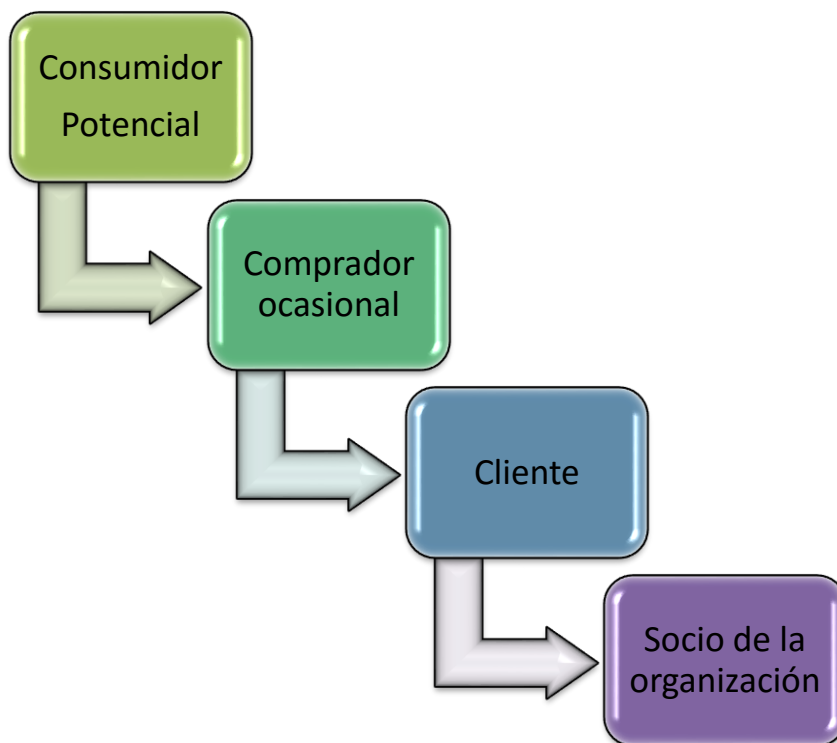 Consumidor
Potencial
Comprador
ocasional
Cliente
Socio de la
organización